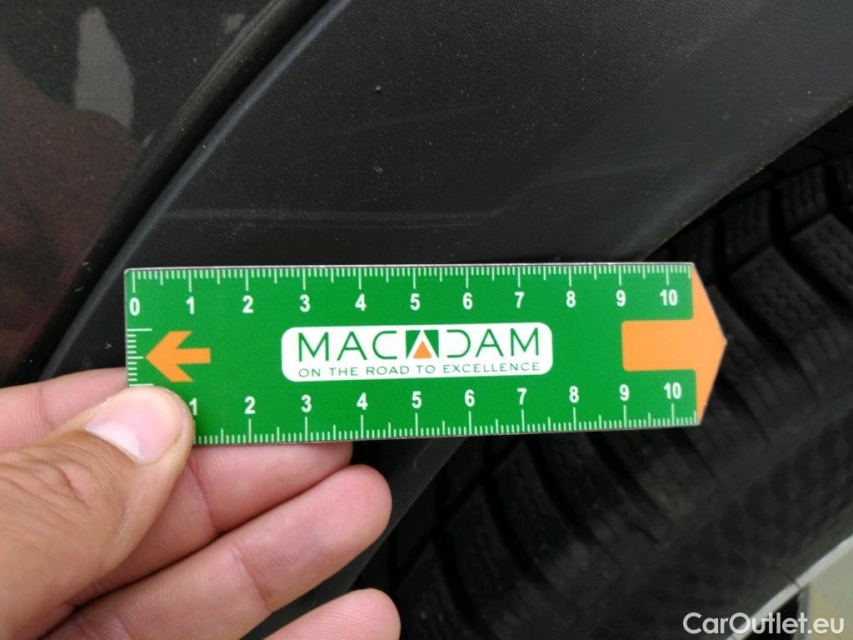 0 1 2 3 4 5 6 7 8 9 10
MACADAM
ON THE ROAD TO EXCELLENCE
1 2 3 4 5 6 7 8 9 10
CarOutlet.eu